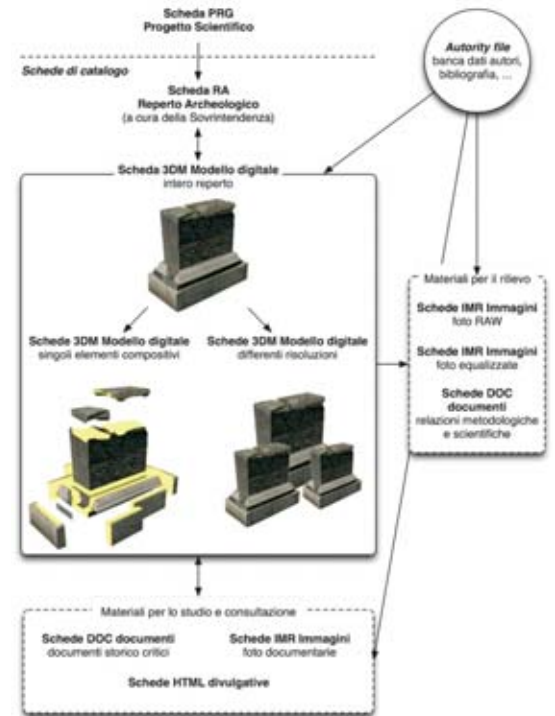 Scheda PRG
Progetto Scientifico
Autority file
banca dati autori,
bibliografia, ...
Schede di catalogo
Scheda RA
Reperto Archeologico
(a cura della Sovrintendenza)
Scheda 3DM Modello digitale
intero reperto
Schede 3DM Modello digitale
singoli elementi compositivi
Schede 3DM Modello digitale
differenti risoluzioni
Materiali per il rilievo
Schede IMR Immagini
foto RAW
Schede IMR Immagini
foto equalizzate
Schede DOC
documenti
relazioni metodologiche
e scientifiche
Materiali per lo studio e consultazione
Schede DOC documenti
documenti storico critici
Schede IMR Immagini
foto documentarie
Schede HTML divulgative